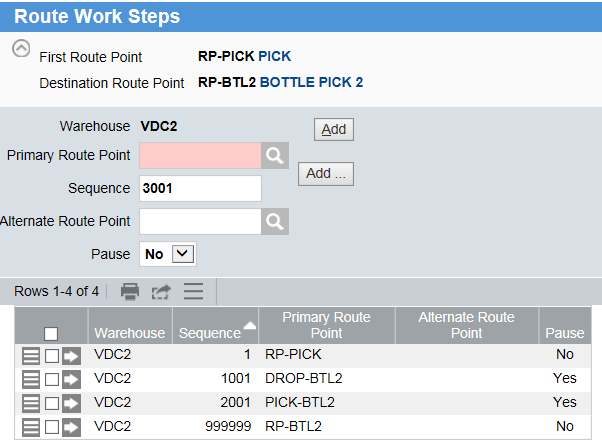 Route Work Steps
First Route Point RP-PICK PICK
Destination Route Point RP-BTL2 BOTTLE PICK 2
Warehouse VDC2 Add
Primary Route Point
Add ...
Sequence 3001
Alternate Route Point
Pause No
Rows 1-4 of 4
Warehouse Sequence Primary Route Point Alternate Route Point Pause
VDC2 1 RP-PICK No
VDC2 1001 DROP-BTL2 Yes
VDC2 2001 PICK-BTL2 Yes
VDC2 999999 RP-BTL2 No